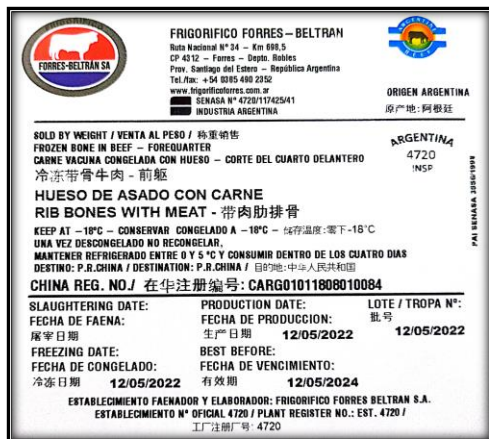 FORRES-BELTRAN SA
FRIGORIFICO FORRES - BELTRAN
Ruta Nacional N° 34 - Km 698,5
CP 4312 - Forres - Depto. Robles
Prov. Santiago del Estero - República Argentina
Tel./fax: +54 0385 490 2352
www.frigorificoforres.com.ar
SENASA N° 4720/117425/41
INDUSTRIA ARGENTINA
ARGENTINE
BEEF
ORIGEN ARGENTINA
原产地:阿根廷
SOLD BY WEIGHT / VENTA AL PESO / 称重销售
FROZEN BONE IN BEEF - FOREQUARTER
CARNE VACUNA CONGELADA CON HUESO - CORTE DEL CUARTO DELANTERO
冷冻带骨牛肉 - 前躯
HUESO DE ASADO CON CARNE
RIB BONES WITH MEAT - 带肉肋排骨
KEEP AT -18°C - CONSERVAR CONGELADO A -18°C - 储存温度:零下-18°C
UNA VEZ DESCONGELADO NO RECONGELAR,
MANTENER REFRIGERADO ENTRE 0 Y 5 °C Y CONSUMIR DENTRO DE LOS CUATRO DIAS
DESTINO: P.R.CHINA / DESTINATION: P.R.CHINA / 目的地:中华人民共和国
CHINA REG. NO./ 在华注册编号: CARG01011808010084
ARGENTINA
4720
INSP
PAI SENASA 3056/1998
SLAUGHTERING DATE:
FECHA DE FAENA:
屠宰日期 12/05/2022
PRODUCTION DATE:
FECHA DE PRODUCCION:
生产日期 12/05/2022
LOTE / TROPA N°:
批号
12/05/2022
FREEZING DATE:
FECHA DE CONGELADO:
冷冻日期 12/05/2022
BEST BEFORE:
FECHA DE VENCIMIENTO:
有效期 12/05/2024
ESTABLECIMIENTO FAENADOR Y ELABORADOR: FRIGORIFICO FORRES BELTRAN S.A.
ESTABLECIMIENTO N° OFICIAL 4720 / PLANT REGISTER NO.: EST. 4720 /
工厂注册厂号: 4720